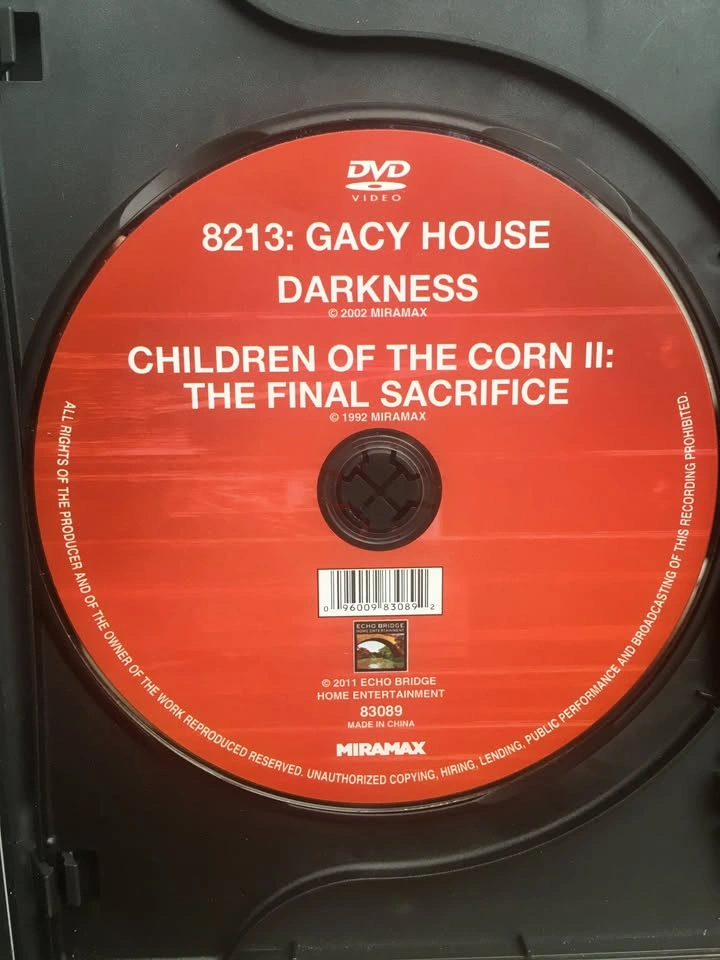 DVD
VIDEO
8213: GACY HOUSE
DARKNESS
© 2002 MIRAMAX
CHILDREN OF THE CORN II:
THE FINAL SACRIFICE
© 1992 MIRAMAX
0 96009 83089 2
ECHO BRIDGE
HOME ENTERTAINMENT
© 2011 ECHO BRIDGE
HOME ENTERTAINMENT
83089
MADE IN CHINA
MIRAMAX
ALL RIGHTS OF THE PRODUCER AND OF THE OWNER OF THE WORK REPRODUCED RESERVED. UNAUTHORIZED COPYING, HIRING, LENDING, PUBLIC PERFORMANCE AND BROADCASTING OF THIS RECORDING PROHIBITED.